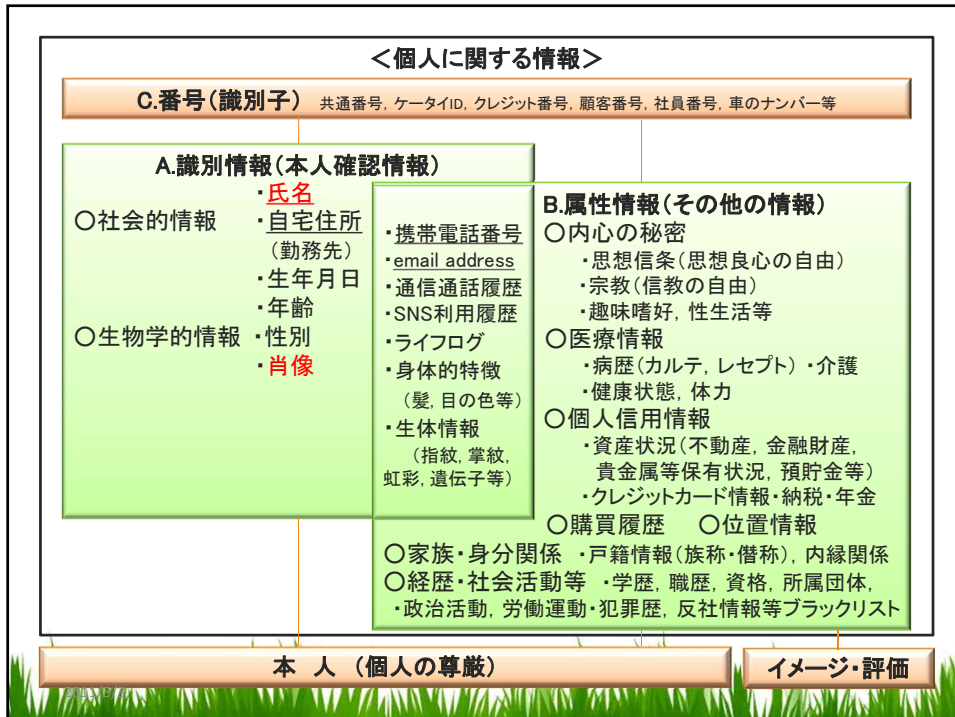 ＜個人に関する情報＞
C.番号（識別子） 共通番号，ケータイID，クレジット番号，顧客番号，社員番号，車のナンバー等
A.識別情報（本人確認情報）
・氏名
〇社会的情報 ・自宅住所
（勤務先）
・生年月日
・年齢
〇生物学的情報 ・性別
・肖像
・携帯電話番号
・email address
・通信通話履歴
・SNS利用履歴
・ライフログ
・身体的特徴
（髪，目の色等）
・生体情報
（指紋，掌紋，
虹彩，遺伝子等）
B.属性情報（その他の情報）
〇内心の秘密
・思想信条（思想良心の自由）
・宗教（信教の自由）
・趣味嗜好，性生活等
〇医療情報
・病歴（カルテ，レセプト） ・介護
・健康状態，体力
〇個人信用情報
・資産状況（不動産，金融財産，
貴金属等保有状況，預貯金等）
・クレジットカード情報・納税・年金
〇購買履歴 〇位置情報
〇家族・身分関係 ・戸籍情報（族称・僭称），内縁関係
〇経歴・社会活動等 ・学歴，職歴，資格，所属団体，
・政治活動，労働運動・犯罪歴，反社情報等ブラックリスト
本 人 （個人の尊厳）
イメージ・評価